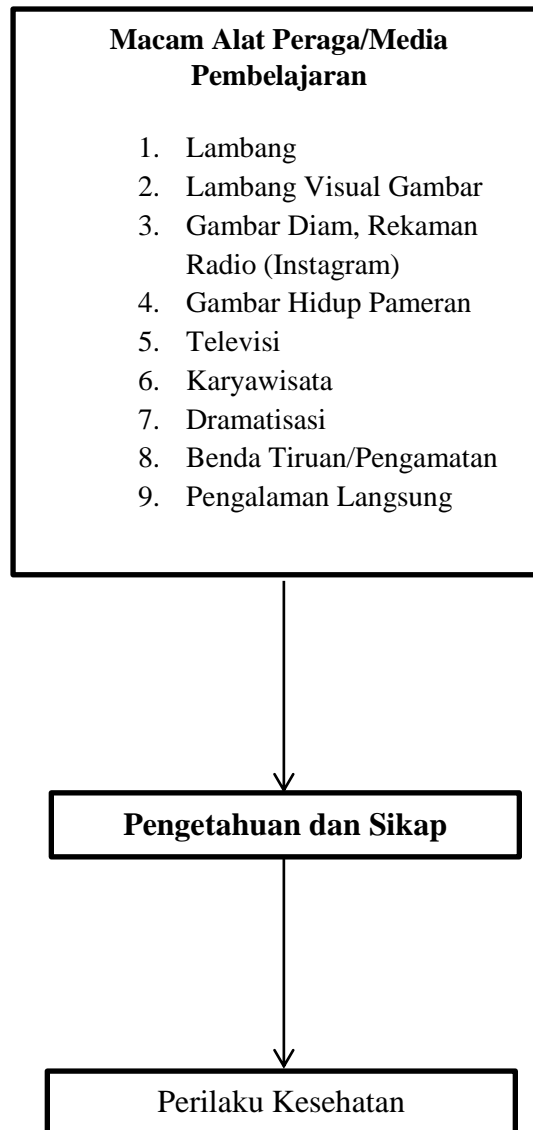 Macam Alat Peraga/Media
Pembelajaran
1. Lambang
2. Lambang Visual Gambar
3. Gambar Diam, Rekaman
Radio (Instagram)
4. Gambar Hidup Pameran
5. Televisi
6. Karyawisata
7. Dramatisasi
8. Benda Tiruan/Pengamatan
9. Pengalaman Langsung
Pengetahuan dan Sikap
Perilaku Kesehatan